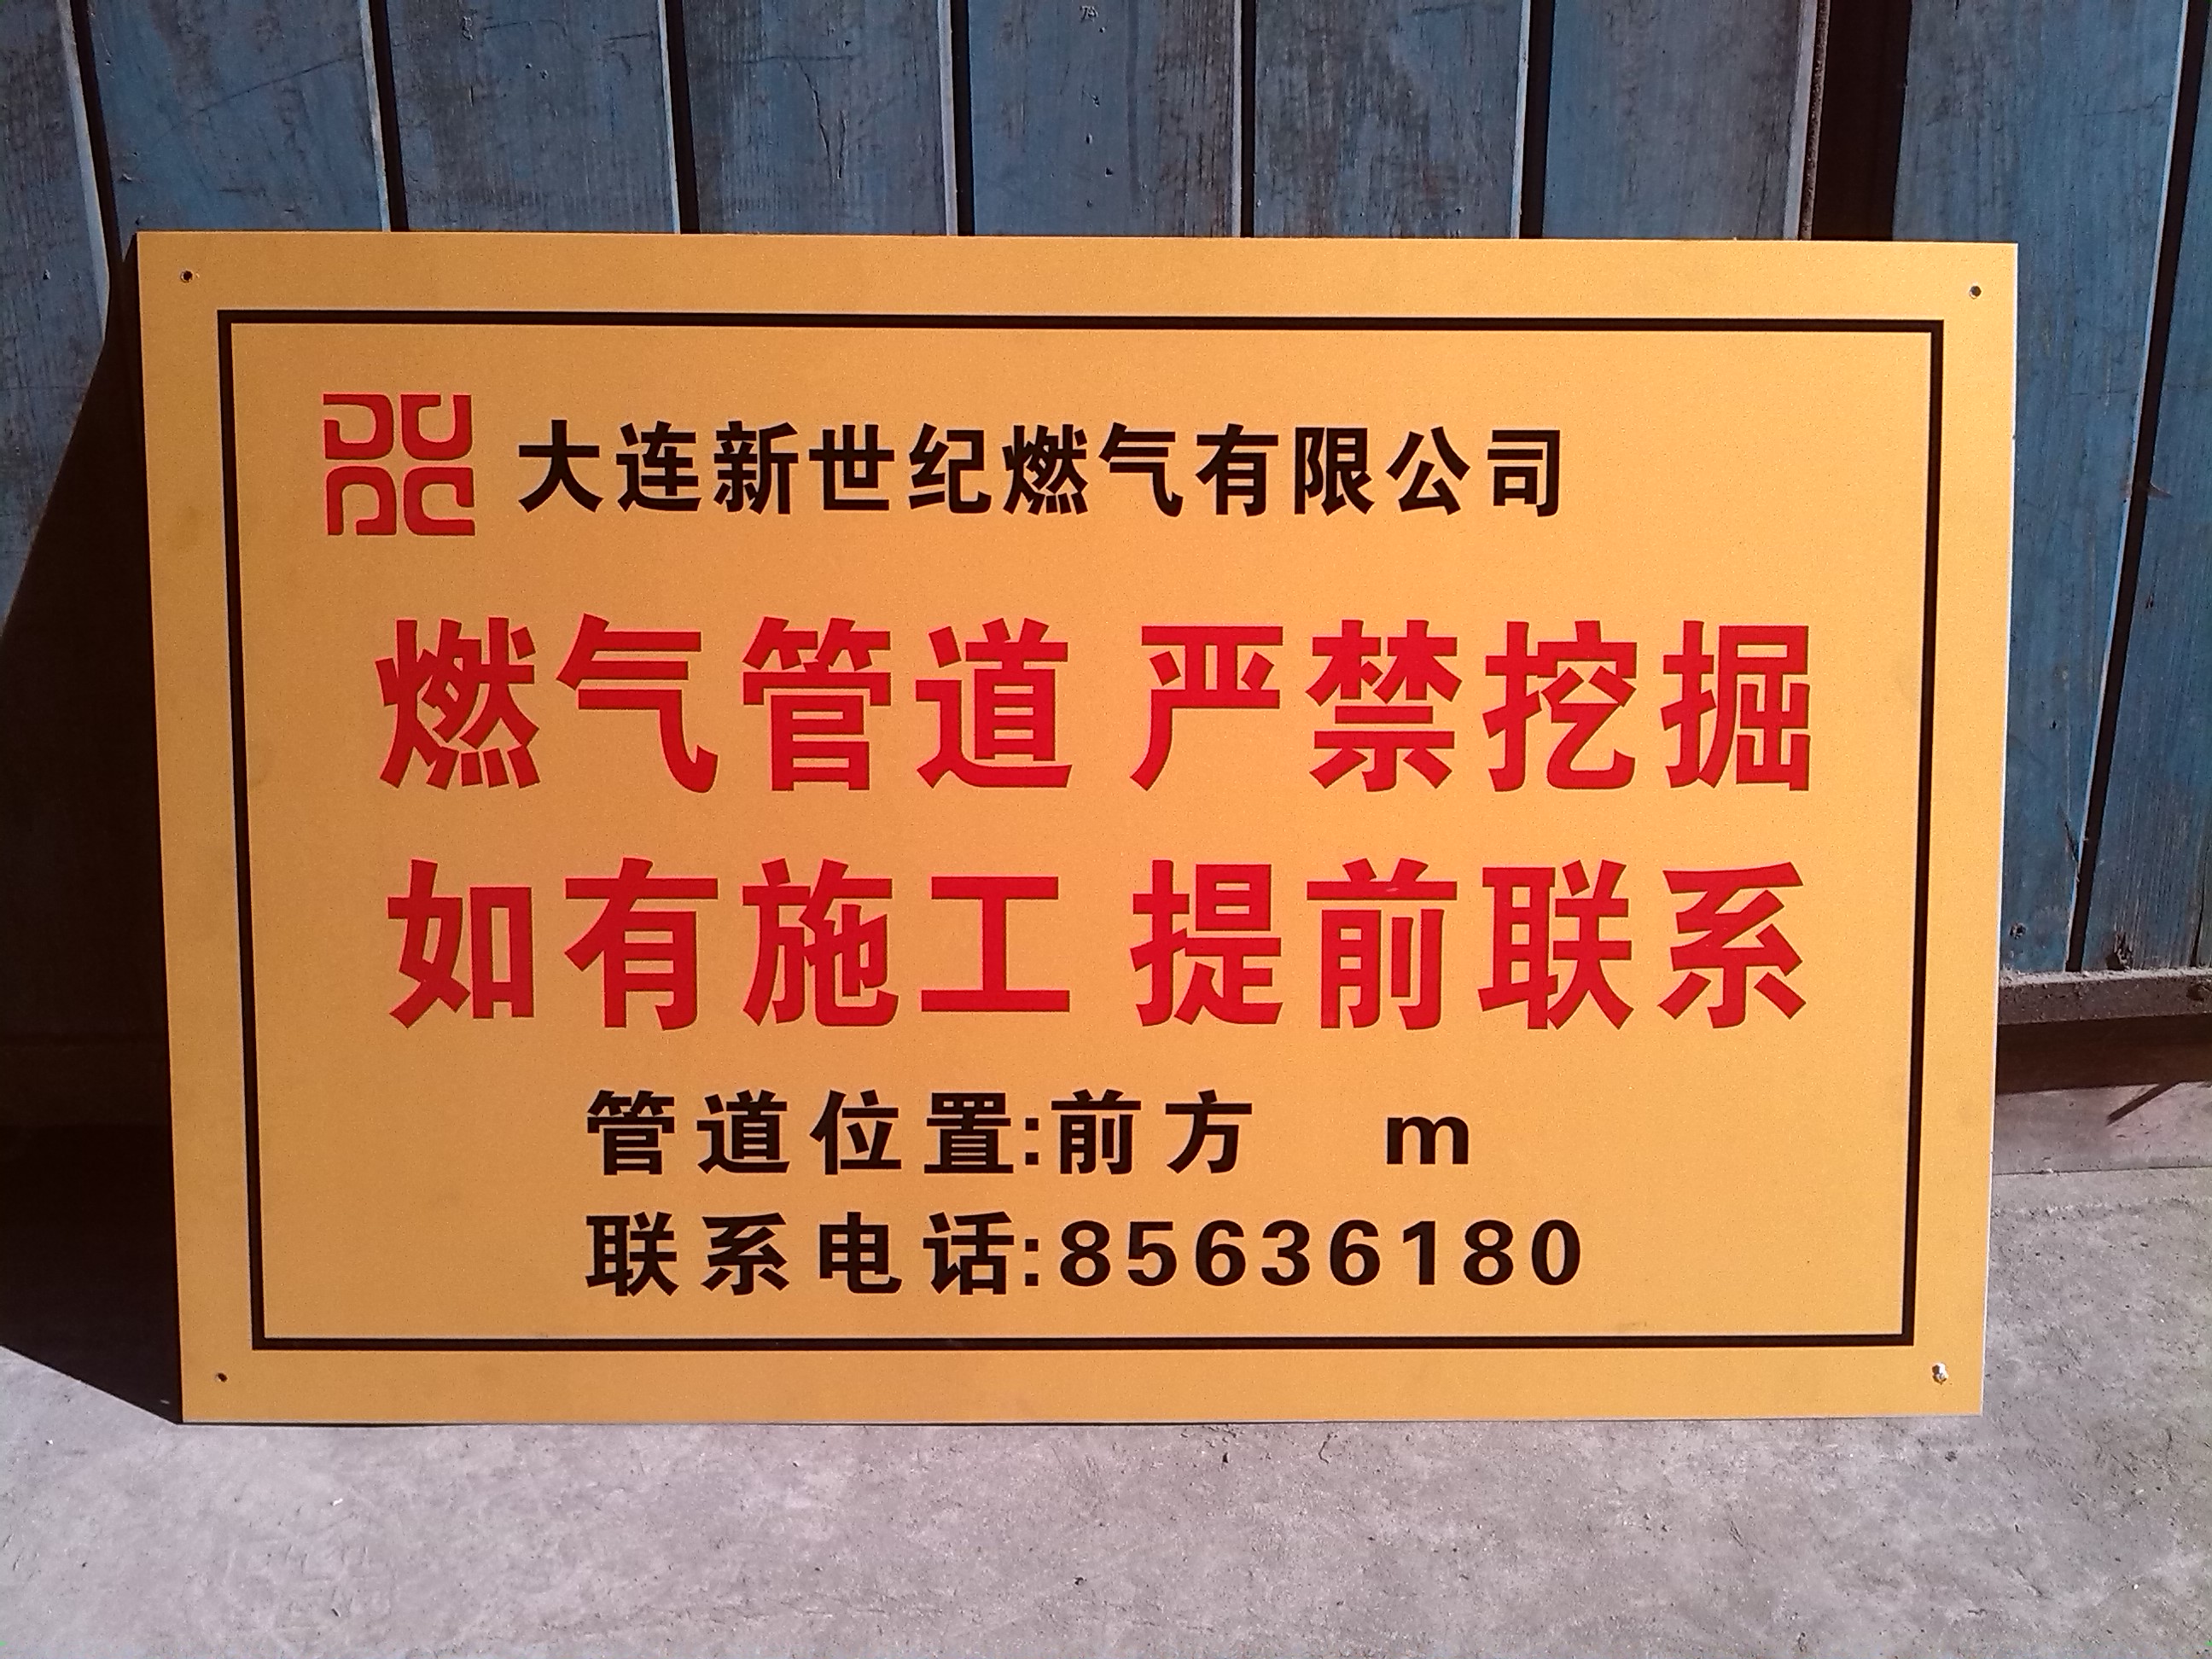 大连新世纪燃气有限公司
燃气管道 严禁挖掘
如有施工 提前联系
管道位置:前方 m
联系电话:85636180